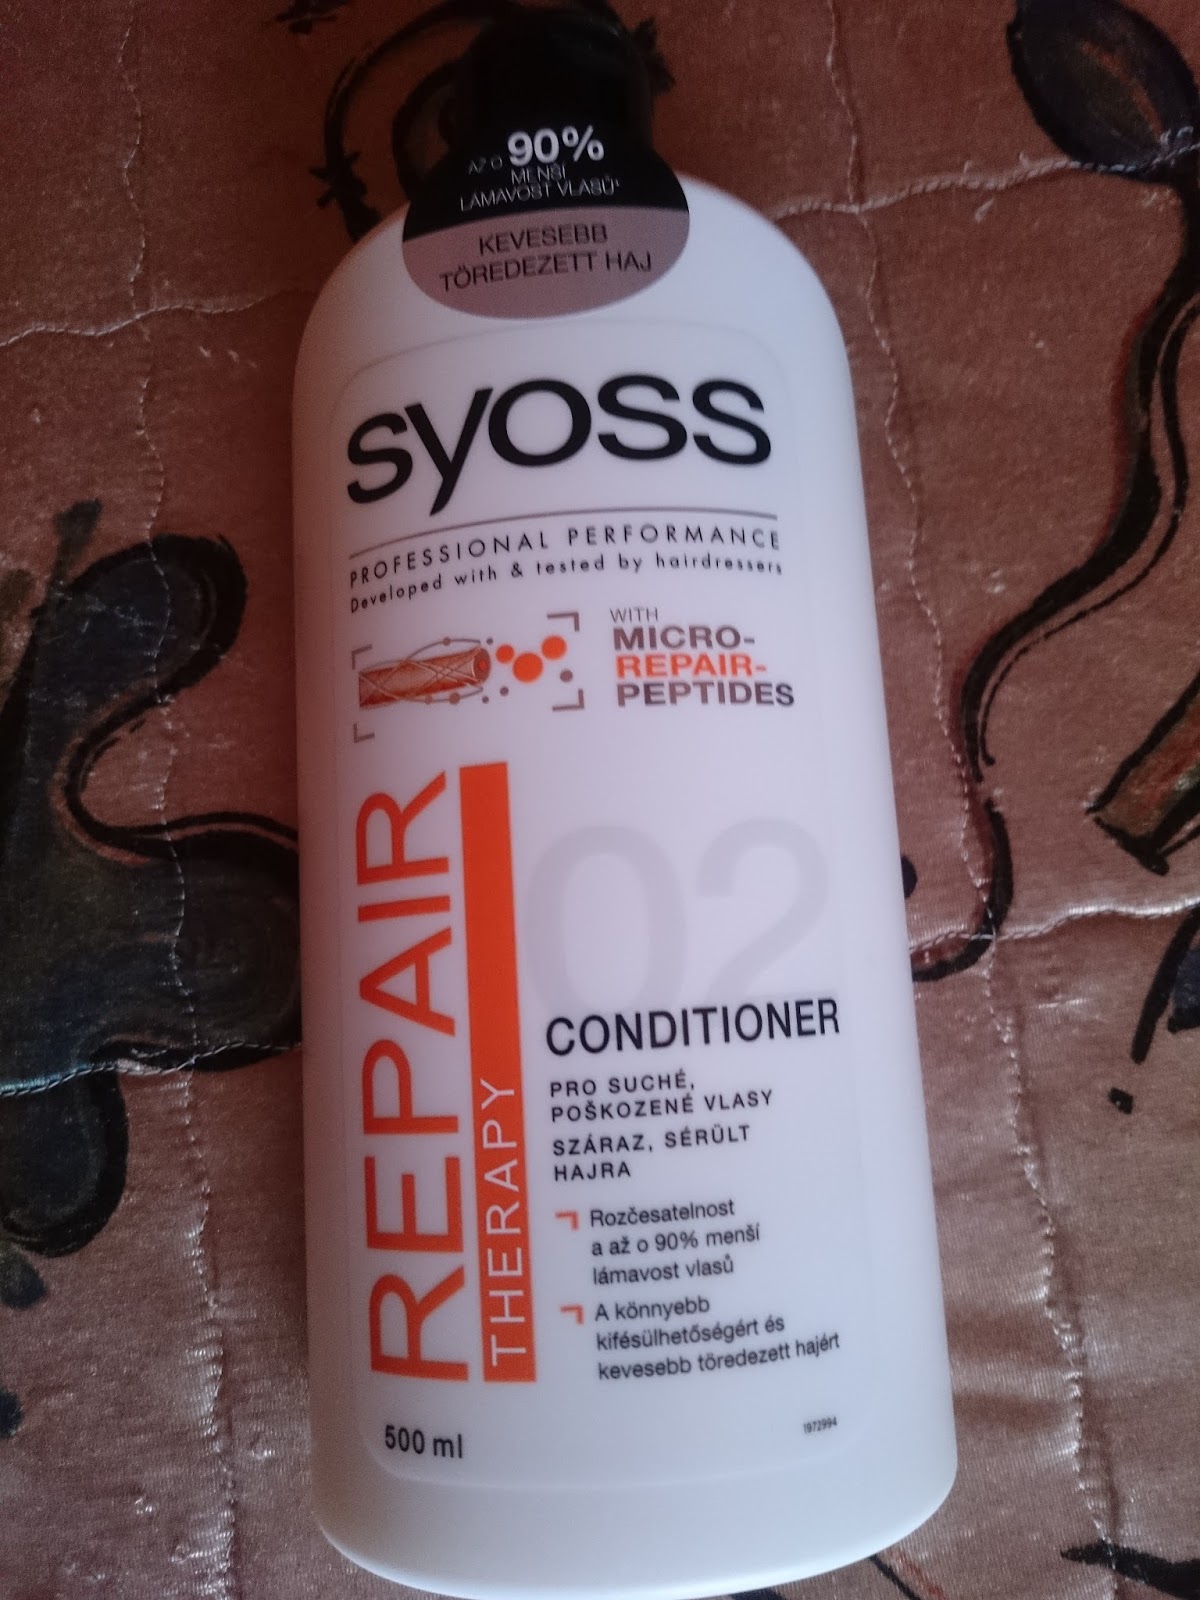 AŽ O 90%
MENŠÍ
LÁMAVOST VLASŮ¹
KEVESEBB
TÖREDEZETT HAJ
syoss
PROFESSIONAL PERFORMANCE
Developed with & tested by hairdressers
WITH
MICRO-
REPAIR-
PEPTIDES
REPAIR
THERAPY
02
CONDITIONER
PRO SUCHÉ,
POŠKOZENÉ VLASY
SZÁRAZ, SÉRÜLT
HAJRA
Rozčesatelnost
a až o 90% menší
lámavost vlasů
A könnyebb
kifésülhetőségért és
kevesebb töredezett hajért
500 ml
1972994